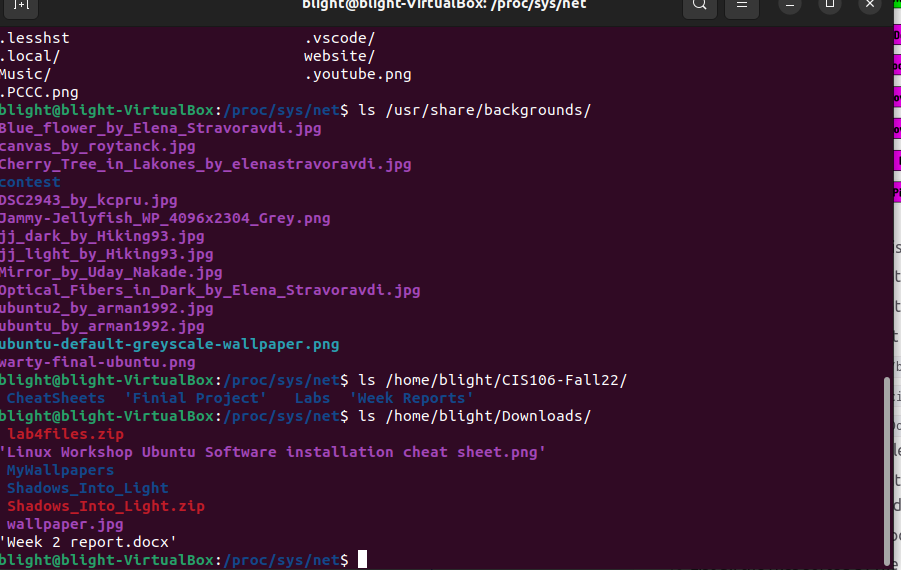 blight@blight-VirtualBox: /proc/sys/net
.lesshst .vscode/
.local/ website/
Music/ .youtube.png
.PCCC.png
blight@blight-VirtualBox:/proc/sys/net$ ls /usr/share/backgrounds/
Blue_flower_by_Elena_Stravoravdi.jpg
canvas_by_roytanck.jpg
Cherry_Tree_in_Lakones_by_elenastravoravdi.jpg
contest
DSC2943_by_kcpru.jpg
Jammy-Jellyfish_WP_4096x2304_Grey.png
jj_dark_by_Hiking93.jpg
jj_light_by_Hiking93.jpg
Mirror_by_Uday_Nakade.jpg
Optical_Fibers_in_Dark_by_Elena_Stravoravdi.jpg
ubuntu2_by_arman1992.jpg
ubuntu_by_arman1992.jpg
ubuntu-default-greyscale-wallpaper.png
warty-final-ubuntu.png
blight@blight-VirtualBox:/proc/sys/net$ ls /home/blight/CIS106-Fall22/
CheatSheets 'Finial Project' Labs 'Week Reports'
blight@blight-VirtualBox:/proc/sys/net$ ls /home/blight/Downloads/
lab4files.zip
'Linux Workshop Ubuntu Software installation cheat sheet.png'
MyWallpapers
Shadows_Into_Light
Shadows_Into_Light.zip
wallpaper.jpg
'Week 2 report.docx'
blight@blight-VirtualBox:/proc/sys/net$